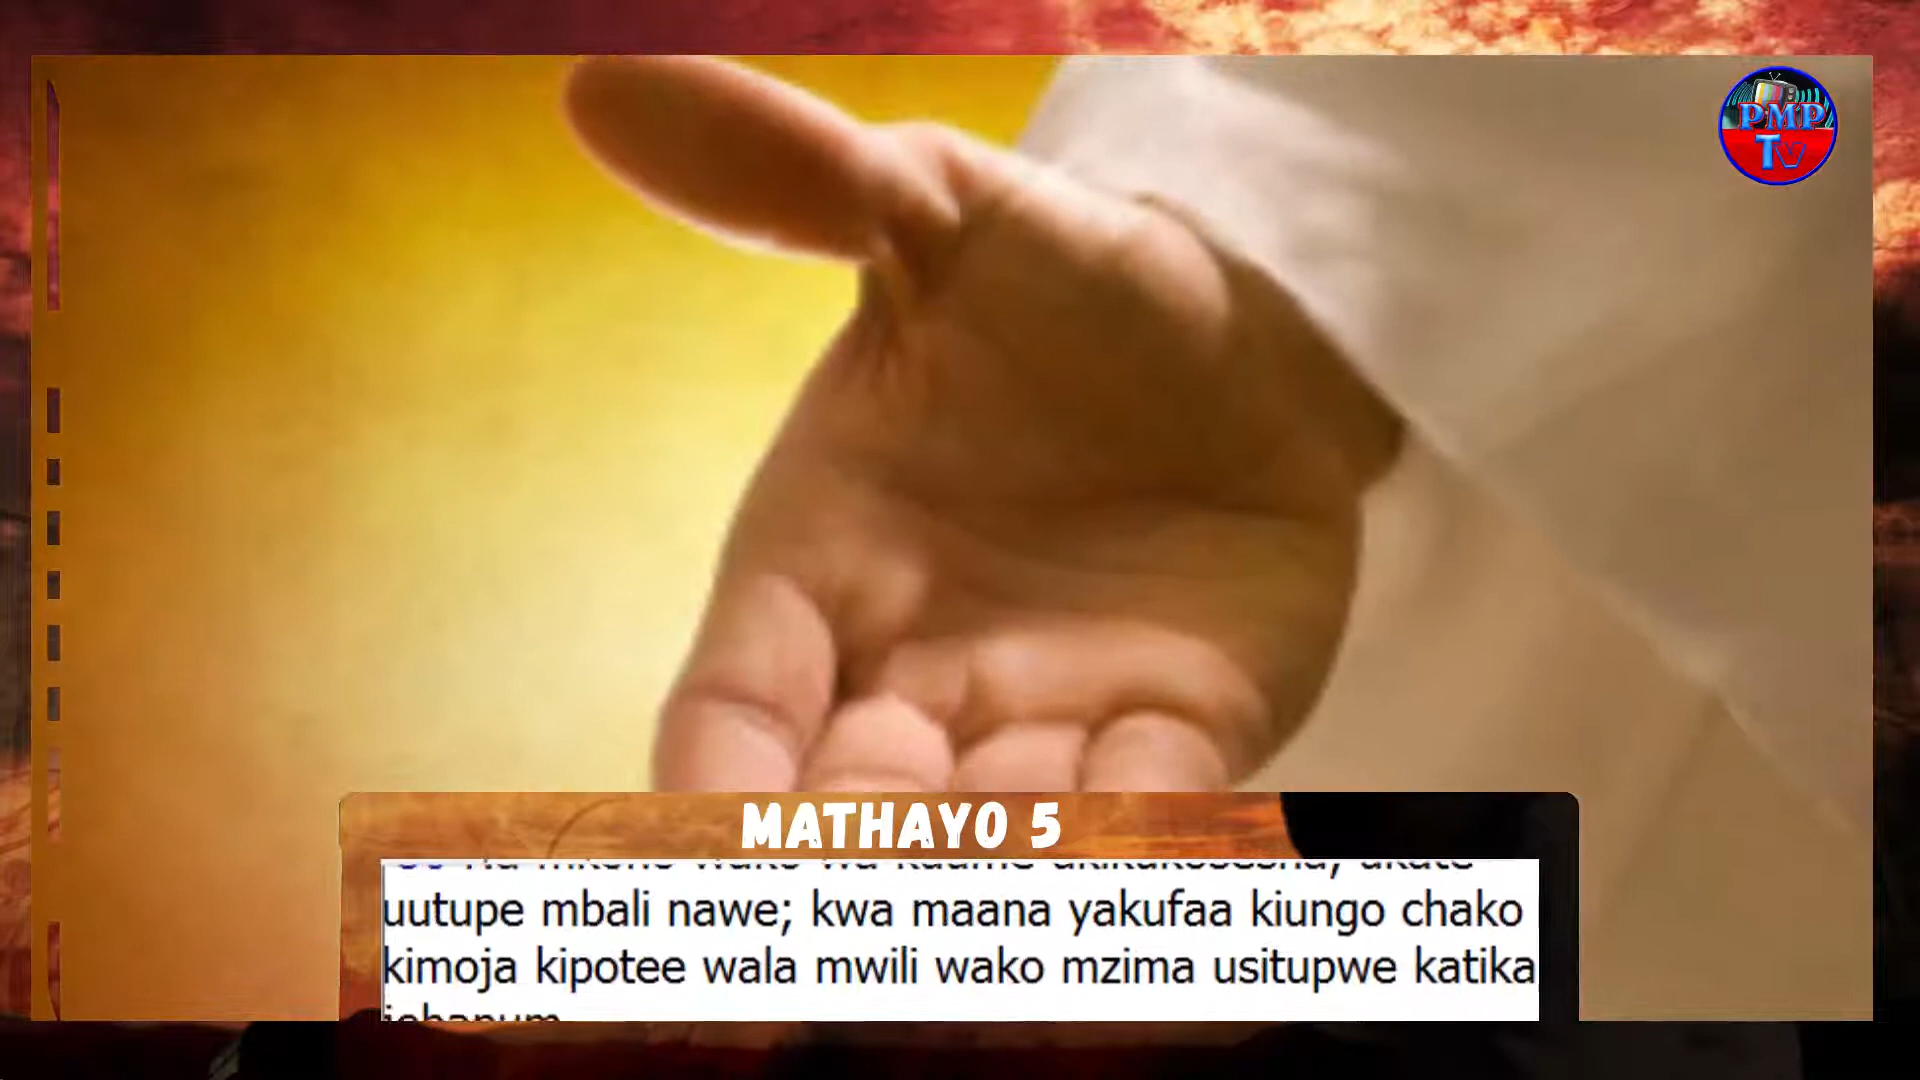 PMP
Tv
MATHAYO 5
uutupe mbali nawe; kwa maana yakufaa kiungo chako
kimoja kipotee wala mwili wako mzima usitupwe katika